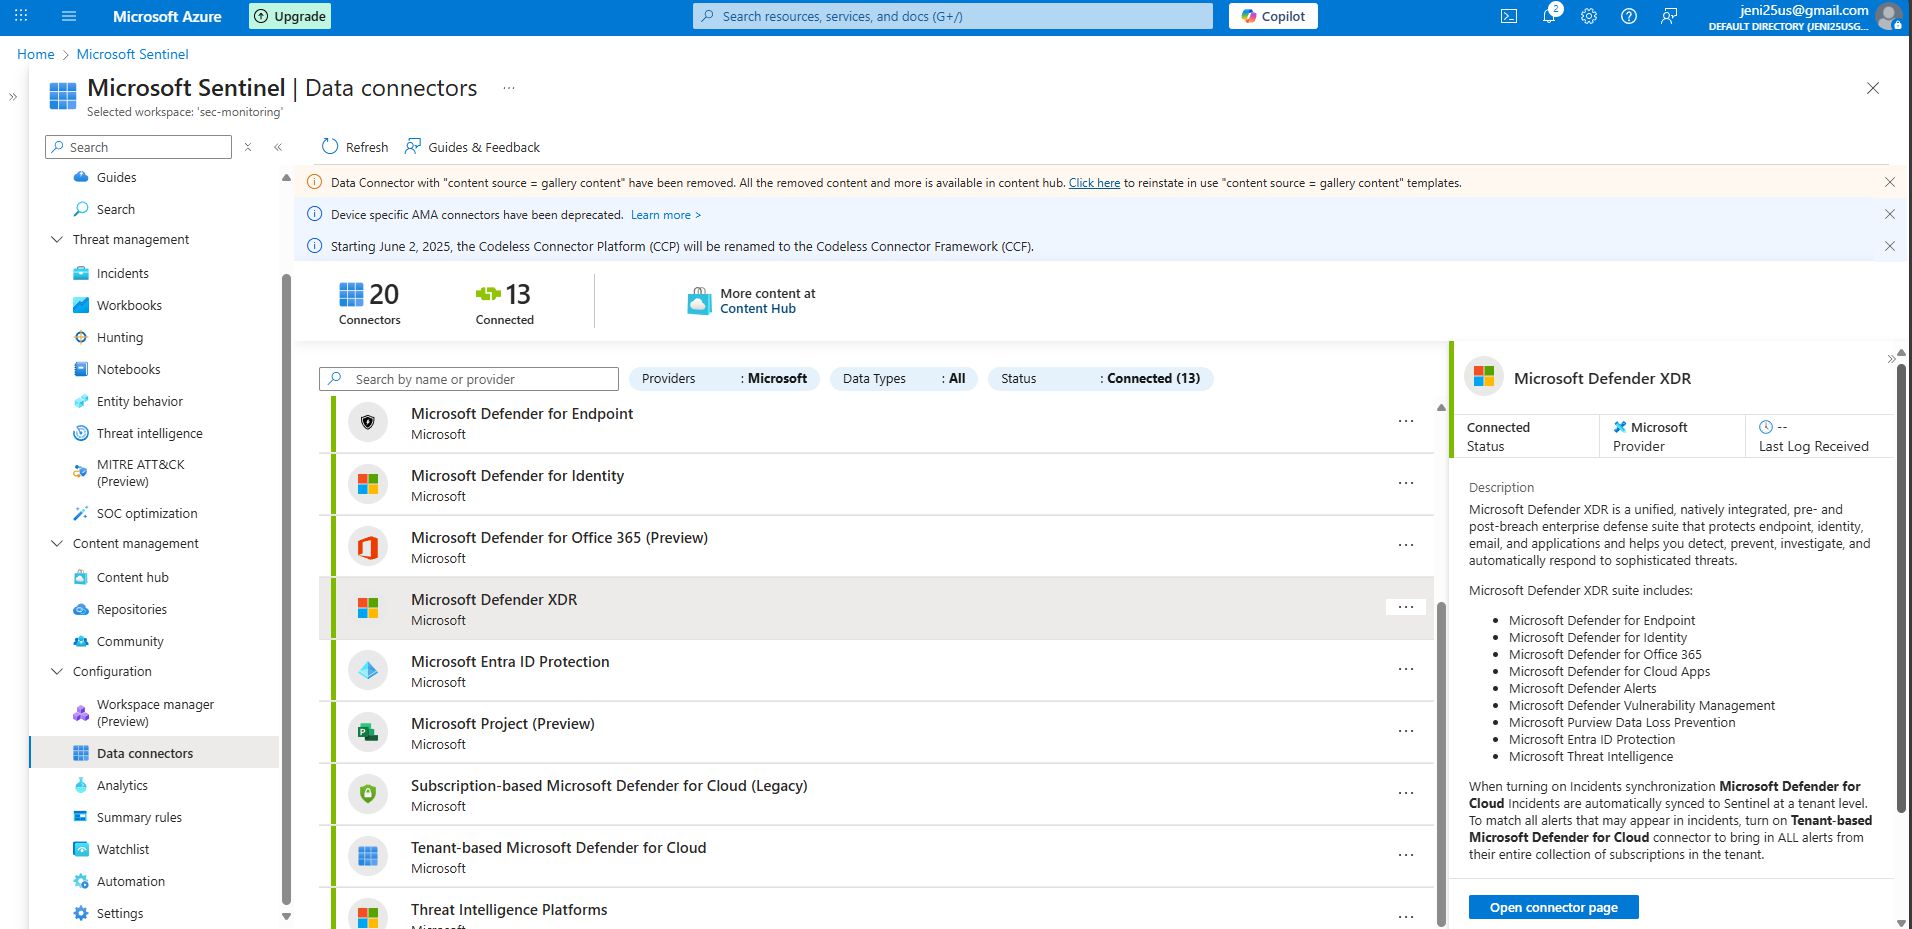 Microsoft Azure
Upgrade
Search resources, services, and docs (G+/)
Copilot
2
jeni25us@gmail.com
DEFAULT DIRECTORY (JENI25USG...
Home > Microsoft Sentinel
Microsoft Sentinel | Data connectors ...
Selected workspace: 'sec-monitoring'
Search
Guides
Search
Threat management
Incidents
Workbooks
Hunting
Notebooks
Entity behavior
Threat intelligence
MITRE ATT&CK
(Preview)
SOC optimization
Content management
Content hub
Repositories
Community
Configuration
Workspace manager
(Preview)
Data connectors
Analytics
Summary rules
Watchlist
Automation
Settings
Refresh
Guides & Feedback
Data Connector with "content source = gallery content" have been removed. All the removed content and more is available in content hub. Click here to reinstate in use "content source = gallery content" templates.
Device specific AMA connectors have been deprecated. Learn more >
Starting June 2, 2025, the Codeless Connector Platform (CCP) will be renamed to the Codeless Connector Framework (CCF).
20
Connectors
13
Connected
More content at
Content Hub
Search by name or provider
Providers : Microsoft
Data Types : All
Status : Connected (13)
Microsoft Defender for Endpoint
Microsoft
Microsoft Defender for Identity
Microsoft
Microsoft Defender for Office 365 (Preview)
Microsoft
Microsoft Defender XDR
Microsoft
Microsoft Entra ID Protection
Microsoft
Microsoft Project (Preview)
Microsoft
Subscription-based Microsoft Defender for Cloud (Legacy)
Microsoft
Tenant-based Microsoft Defender for Cloud
Microsoft
Threat Intelligence Platforms
Microsoft
Microsoft Defender XDR
Connected
Status
Microsoft
Provider
--
Last Log Received
Description
Microsoft Defender XDR is a unified, natively integrated, pre- and
post-breach enterprise defense suite that protects endpoint, identity,
email, and applications and helps you detect, prevent, investigate, and
automatically respond to sophisticated threats.
Microsoft Defender XDR suite includes:
• Microsoft Defender for Endpoint
• Microsoft Defender for Identity
• Microsoft Defender for Office 365
• Microsoft Defender for Cloud Apps
• Microsoft Defender Alerts
• Microsoft Defender Vulnerability Management
• Microsoft Purview Data Loss Prevention
• Microsoft Entra ID Protection
• Microsoft Threat Intelligence
When turning on Incidents synchronization Microsoft Defender for
Cloud Incidents are automatically synced to Sentinel at a tenant level.
To match all alerts that may appear in incidents, turn on Tenant-based
Microsoft Defender for Cloud connector to bring in ALL alerts from
their entire collection of subscriptions in the tenant.
Open connector page